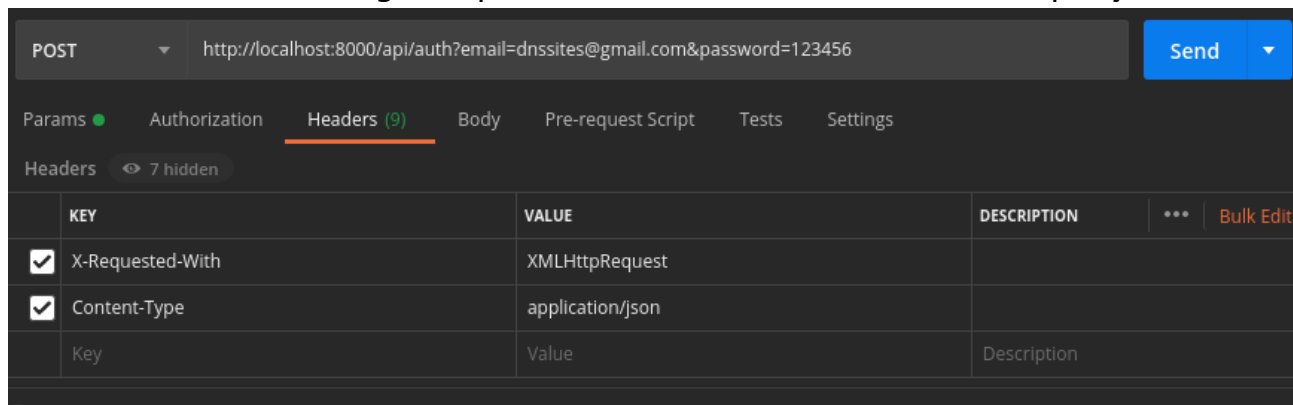 POST http://localhost:8000/api/auth?email=dnssites@gmail.com&password=123456 Send
Params Authorization Headers (9) Body Pre-request Script Tests Settings
Headers 7 hidden
KEY VALUE DESCRIPTION ••• Bulk Edit
X-Requested-With XMLHttpRequest
Content-Type application/json
Key Value Description